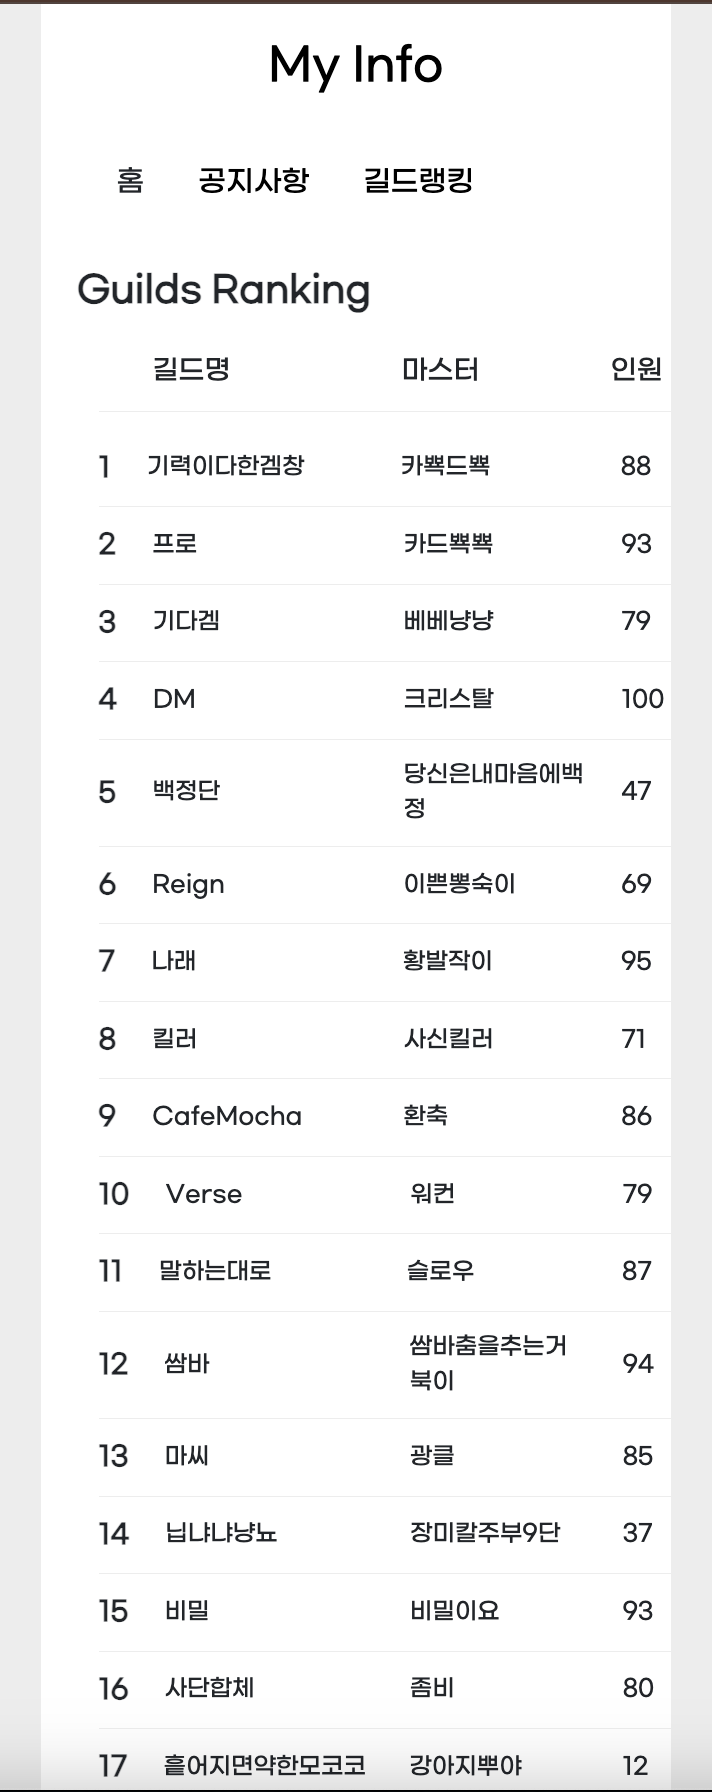 My Info
홈 공지사항 길드랭킹
Guilds Ranking
길드명 마스터 인원
1 기력이다한겜창 카뿩드뿩 88
2 프로 카드뿩뿩 93
3 기다겜 베베냥냥 79
4 DM 크리스탈 100
5 백정단 당신은내마음에백 47
정
6 Reign 이쁜뽕숙이 69
7 나래 황발작이 95
8 킬러 사신킬러 71
9 CafeMocha 환축 86
10 Verse 워컨 79
11 말하는대로 슬로우 87
12 쌈바 쌈바춤을추는거 94
북이
13 마씨 광클 85
14 닙냐냐냥뇨 장미칼주부9단 37
15 비밀 비밀이요 93
16 사단합체 좀비 80
17 흩어지면약한모코코 강아지뿌야 12